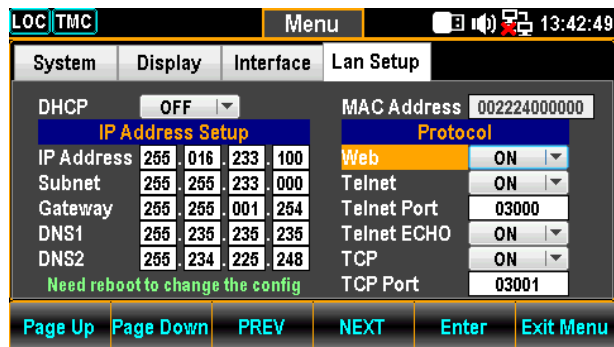 LOC TMC Menu 13:42:49
System Display Interface Lan Setup
DHCP OFF
IP Address Setup
IP Address 255 . 016 . 233 . 100
Subnet 255 . 255 . 233 . 000
Gateway 255 . 255 . 001 . 254
DNS1 255 . 235 . 235 . 235
DNS2 255 . 234 . 225 . 248
Need reboot to change the config
MAC Address 002224000000
Protocol
Web ON
Telnet ON
Telnet Port 03000
Telnet ECHO ON
TCP ON
TCP Port 03001
Page Up Page Down PREV NEXT Enter Exit Menu